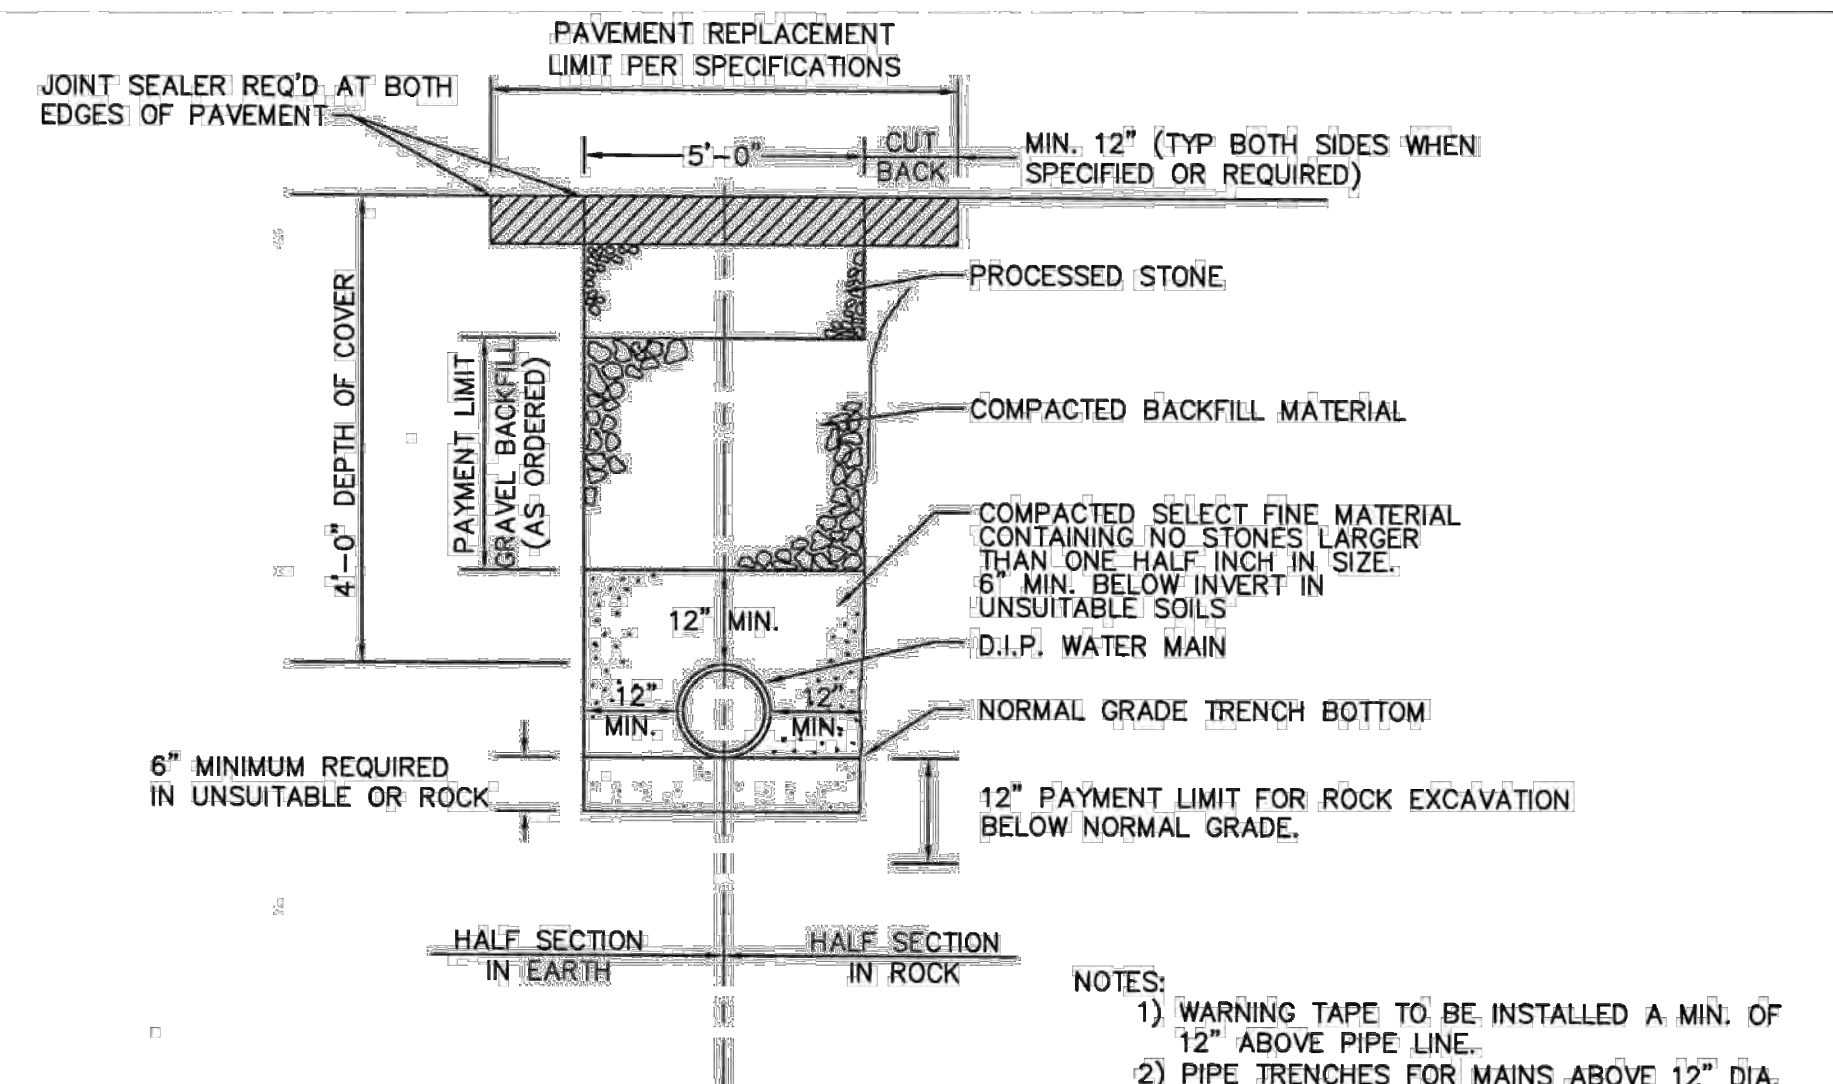 PAVEMENT REPLACEMENT
LIMIT PER SPECIFICATIONS
JOINT SEALER REQ'D AT BOTH
EDGES OF PAVEMENT
5'-0"
CUT
BACK
MIN. 12" (TYP BOTH SIDES WHEN
SPECIFIED OR REQUIRED)
PROCESSED STONE
4'-0" DEPTH OF COVER
PAYMENT LIMIT
GRAVEL BACKFILL
(AS ORDERED)
COMPACTED BACKFILL MATERIAL
COMPACTED SELECT FINE MATERIAL
CONTAINING NO STONES LARGER
THAN ONE HALF INCH IN SIZE.
6" MIN. BELOW INVERT IN
UNSUITABLE SOILS
12" MIN.
D.I.P. WATER MAIN
12"
MIN.
12"
MIN.
NORMAL GRADE TRENCH BOTTOM
6" MINIMUM REQUIRED
IN UNSUITABLE OR ROCK
12" PAYMENT LIMIT FOR ROCK EXCAVATION
BELOW NORMAL GRADE.
HALF SECTION
IN EARTH
HALF SECTION
IN ROCK
NOTES:
1) WARNING TAPE TO BE INSTALLED A MIN. OF
12" ABOVE PIPE LINE.
2) PIPE TRENCHES FOR MAINS ABOVE 12" DIA.